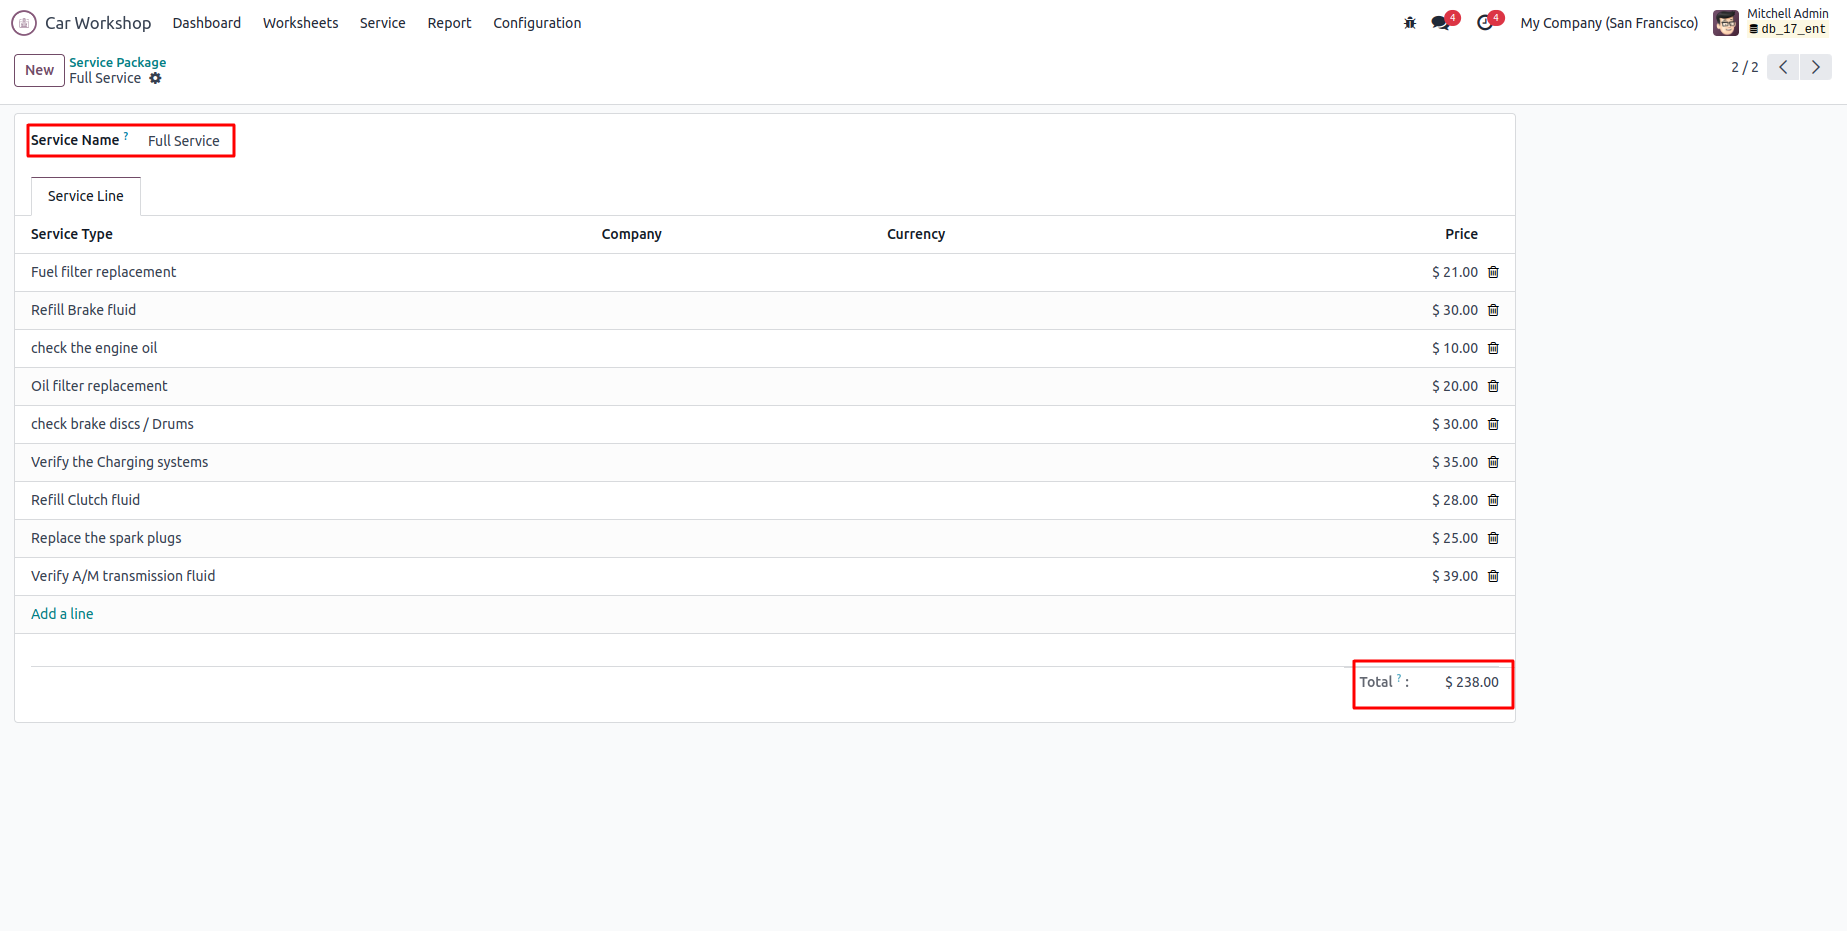 Car Workshop Dashboard Worksheets Service Report Configuration 4 4 My Company (San Francisco) Mitchell Admin
db_17_ent
New Service Package
Full Service
2 / 2
Service Name ? Full Service
Service Line
Service Type Company Currency Price
Fuel filter replacement $ 21.00
Refill Brake fluid $ 30.00
check the engine oil $ 10.00
Oil filter replacement $ 20.00
check brake discs / Drums $ 30.00
Verify the Charging systems $ 35.00
Refill Clutch fluid $ 28.00
Replace the spark plugs $ 25.00
Verify A/M transmission fluid $ 39.00
Add a line
Total ? : $ 238.00